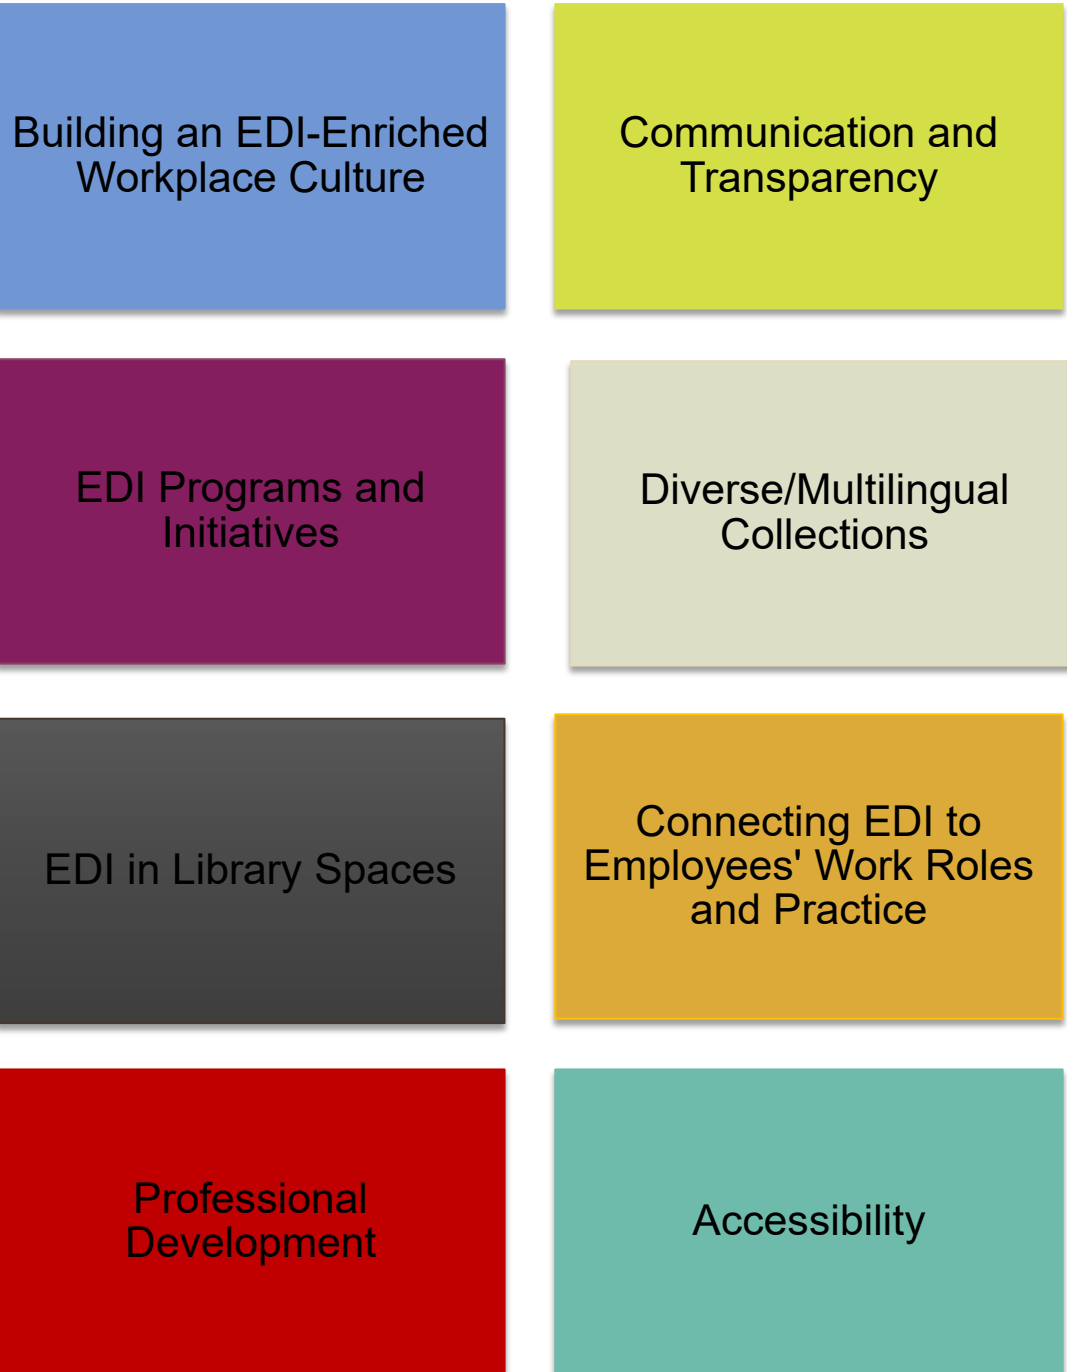 Building an EDI-Enriched
Workplace Culture
Communication and
Transparency
EDI Programs and
Initiatives
Diverse/Multilingual
Collections
EDI in Library Spaces
Connecting EDI to
Employees' Work Roles
and Practice
Professional
Development
Accessibility